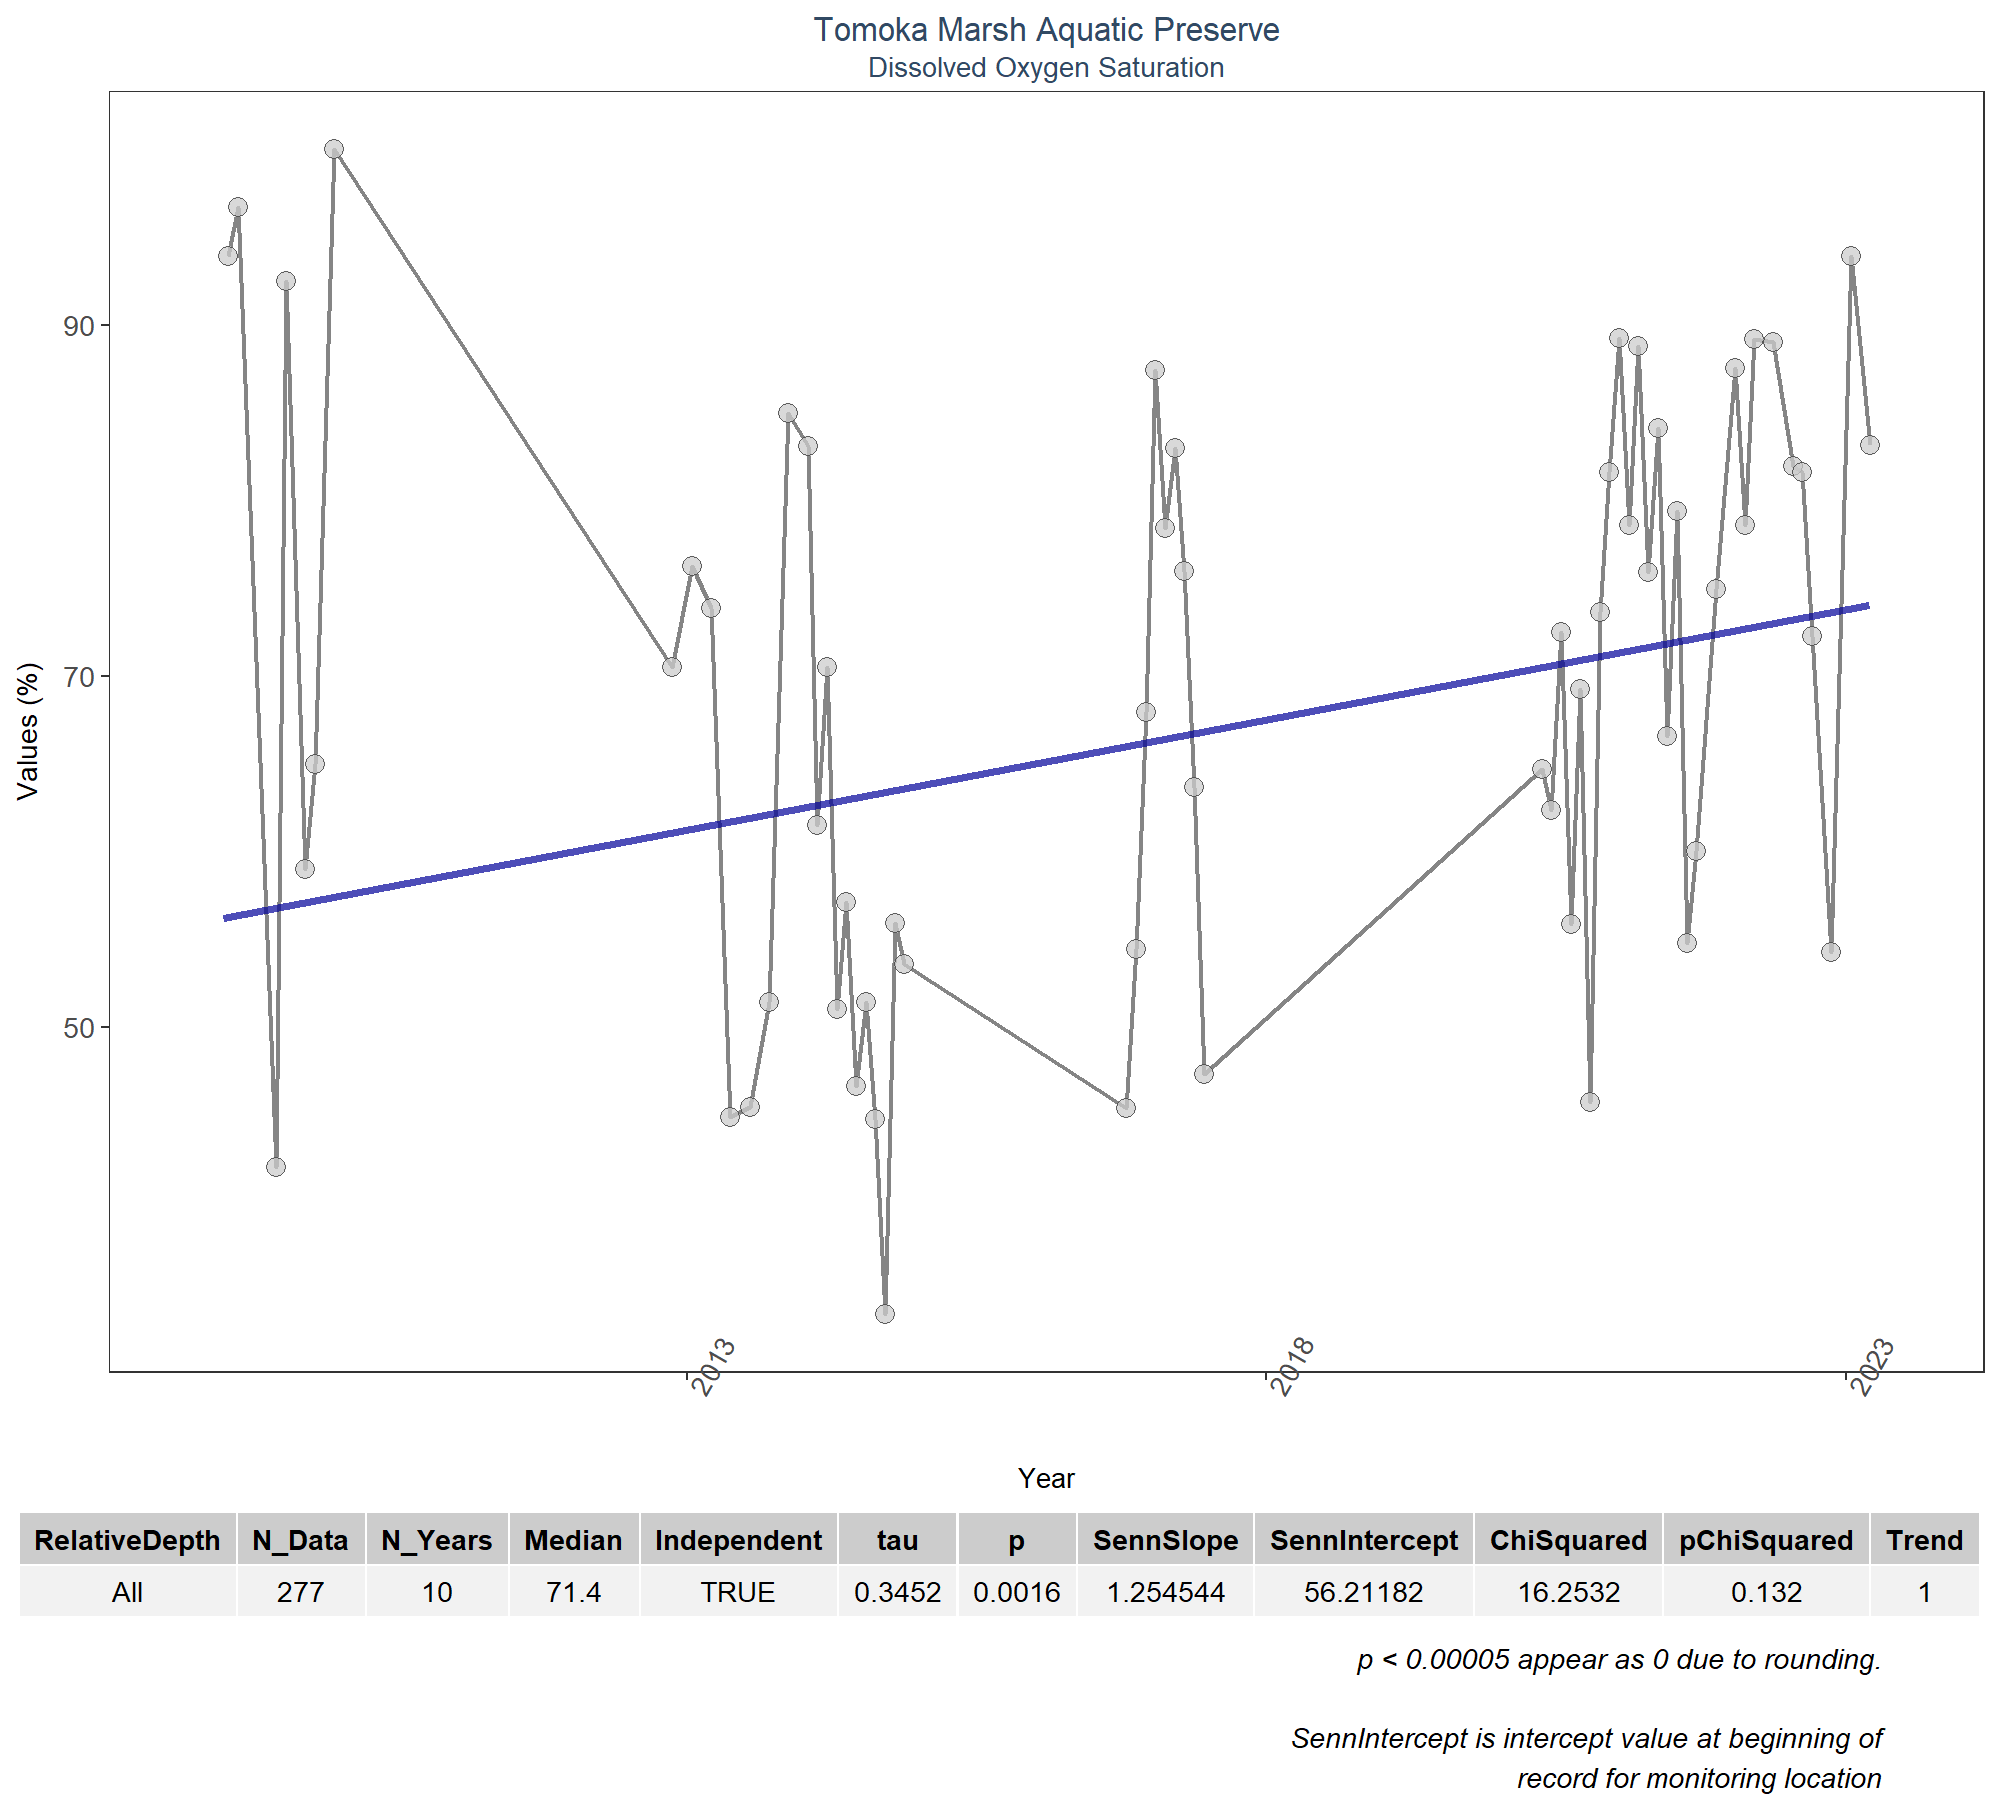 Tomoka Marsh Aquatic Preserve
Dissolved Oxygen Saturation
90
70
50
Values (%)
2013
2018
2023
Year
RelativeDepth N_Data N_Years Median Independent tau p SennSlope SennIntercept ChiSquared pChiSquared Trend
All 277 10 71.4 TRUE 0.3452 0.0016 1.254544 56.21182 16.2532 0.132 1
p < 0.00005 appear as 0 due to rounding.
SennIntercept is intercept value at beginning of
record for monitoring location